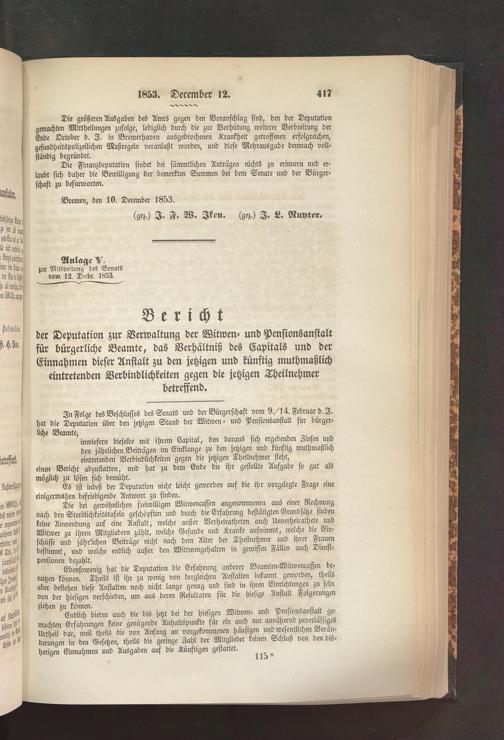 1853. December 12. 417
Die größeren Ausgaben des Amts gegen den Voranschlag sind, den der Deputation
gemachten Mittheilungen zufolge, lediglich durch die zur Verhütung weiterer Verbreitung der
Ende October d. J. in Bremerhaven ausgebrochenen Krankheit getroffenen erfolgreichen,
gesundheitspolizeilichen Maßregeln veranlaßt worden, und diese Mehrausgabe demnach voll-
ständig begründet.
Die Finanzdeputation findet bei sämmtlichen Anträgen nichts zu erinnern und er-
laubt sich daher die Bewilligung der bemerkten Summen bei dem Senate und der Bürger-
schaft zu befürworten.
Bremen, den 10. December 1853.
(gez.) J. F. W. Iken. (gez.) J. L. Ruyter.
Anlage V.
zur Mittheilung des Senats
vom 12. Decbr. 1853.
Bericht
der Deputation zur Verwaltung der Witwen- und Pensionsanstalt
für bürgerliche Beamte, das Verhältniß des Capitals und der
Einnahmen dieser Anstalt zu den jetzigen und künftig muthmaßlich
eintretenden Verbindlichkeiten gegen die jetzigen Theilnehmer
betreffend.
In Folge des Beschlusses des Senats und der Bürgerschaft vom 9./14. Februar d. J.
hat die Deputation über den jetzigen Stand der Witwen- und Pensionsanstalt für bürger-
liche Beamte,
inwiefern dieselbe mit ihrem Capital, den daraus sich ergebenden Zinsen und
den jährlichen Beiträgen im Einklange zu den jetzigen und künftig muthmaßlich
eintretenden Verbindlichkeiten gegen die jetzigen Theilnehmer steht,
einen Bericht abzustatten, und hat zu dem Ende die ihr gestellte Aufgabe so gut als
möglich zu lösen sich bemüht.
Es ist indeß der Deputation nicht leicht geworden auf die ihr vorgelegte Frage eine
einigermaßen befriedigende Antwort zu finden.
Die bei gewöhnlichen freiwilligen Witwencassen angenommenen aus einer Rechnung
nach den Sterblichkeitstafeln geschöpften und durch die Erfahrung bestätigten Grundsätze finden
keine Anwendung auf eine Anstalt, welche außer Verheiratheten auch Unverheirathete und
Witwer zu ihren Mitgliedern zählt, welche Gesunde und Kranke aufnimmt, welche die Ein-
schüsse und jährlichen Beiträge nicht nach dem Alter der Theilnehmer und ihrer Frauen
bestimmt, und welche endlich außer den Witwengehalten in gewissen Fällen auch Dienst-
pensionen bezahlt.
Ebensowenig hat die Deputation die Erfahrung anderer Beamten-Witwencassen be-
nutzen können. Theils ist ihr zu wenig von dergleichen Anstalten bekannt geworden, theils
aber bestehen diese Anstalten noch nicht lange genug und sind in ihren Einrichtungen zu sehr
von der hiesigen verschieden, um aus deren Resultaten für die hiesige Anstalt Folgerungen
ziehen zu können.
Endlich bieten auch die bis jetzt bei der hiesigen Witwen- und Pensionsanstalt ge-
machten Erfahrungen keine genügende Anhaltspunkte für ein auch nur annähernd zuverlässiges
Urtheil dar, weil theils die von Anfang an vorgekommenen häufigen und wesentlichen Verän-
derungen in den Gesetzen, theils die geringe Zahl der Mitglieder keinen Schluß von den bis-
herigen Einnahmen und Ausgaben auf die Künftigen gestattet.
115*